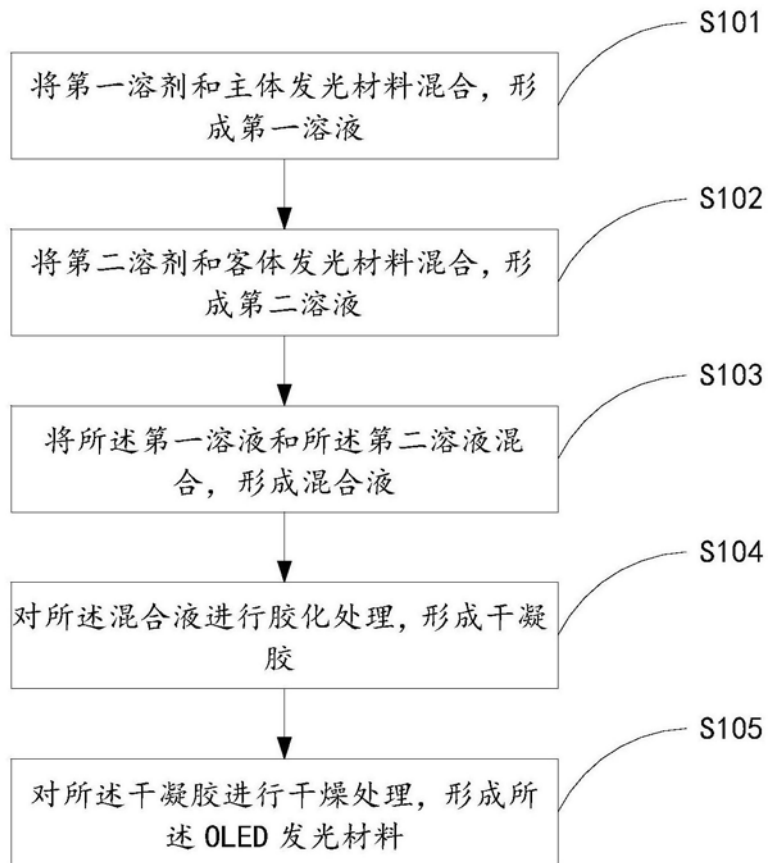 S101
将第一溶剂和主体发光材料混合，形
成第一溶液
S102
将第二溶剂和客体发光材料混合，形
成第二溶液
S103
将所述第一溶液和所述第二溶液混
合，形成混合液
S104
对所述混合液进行胶化处理，形成干凝
胶
S105
对所述干凝胶进行干燥处理，形成所
述 OLED 发光材料